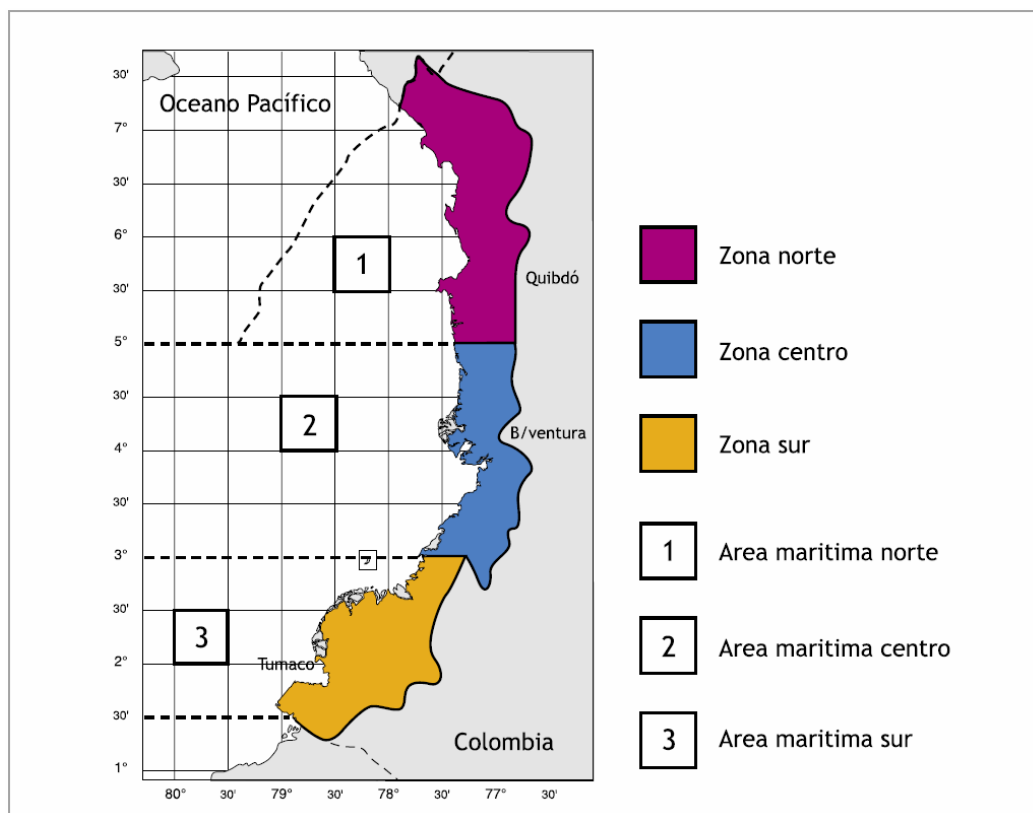 30'
Oceano Pacífico
7°
30'
6°
1
30'
Quibdó
5°
30'
2
B/ventura
4°
30'
3°
30'
3
2°
Tumaco
30'
Colombia
1°
80° 30' 79° 30' 78° 30' 77° 30'
Zona norte
Zona centro
Zona sur
1 Area maritima norte
2 Area maritima centro
3 Area maritima sur